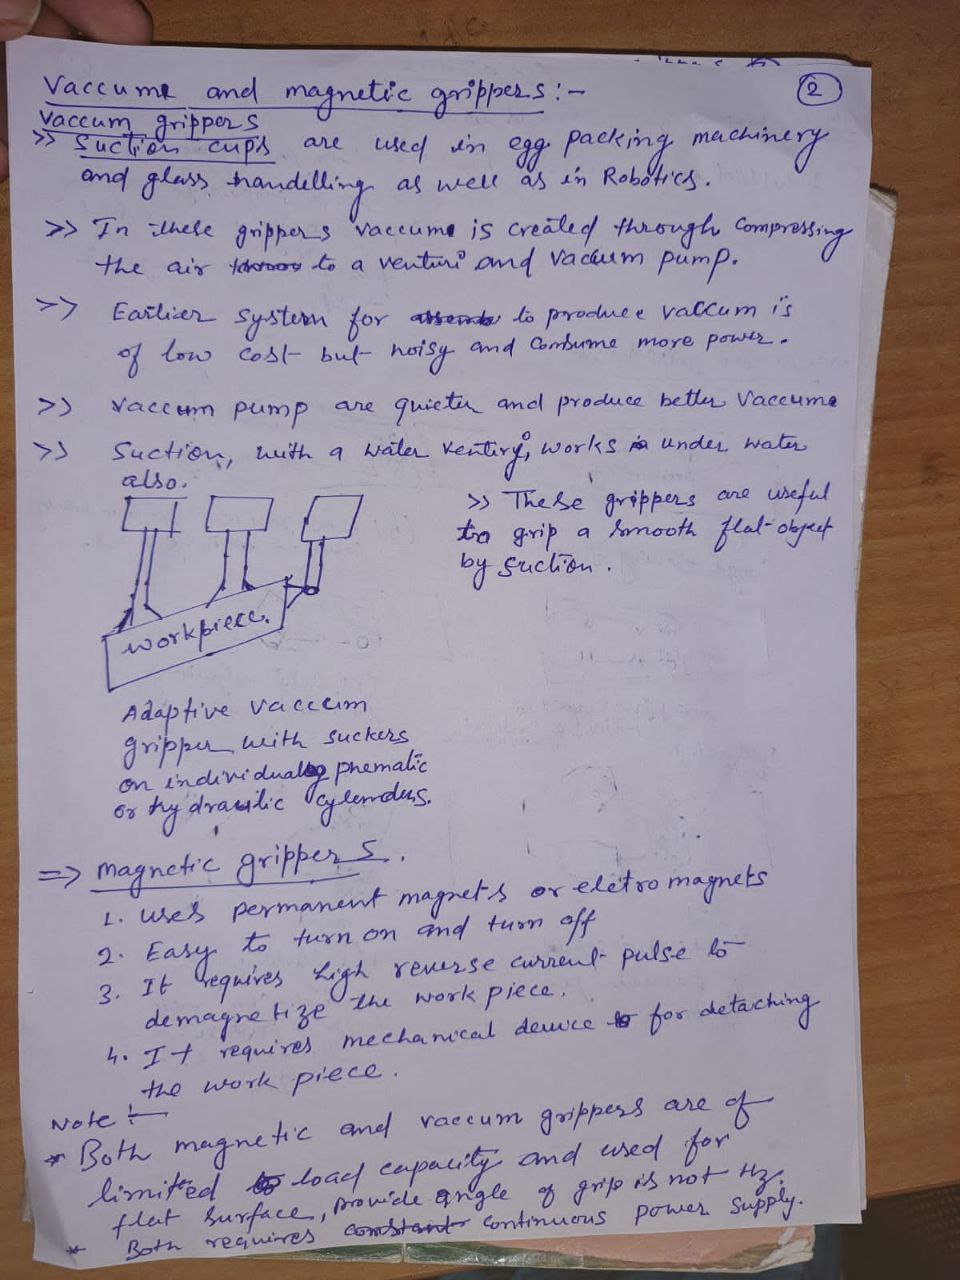 2
Vaccume and magnetic grippers :-
Vaccum grippers
>> Suction cups are used in egg packing machinery
and glass handelling as well as in Robotics.
>> In these grippers vaccume is created through compressing
the air to a venturi and vaccum pump.
>> Earlier system for to produce vaccum is
of low cost but noisy and consume more power.
>> vaccum pump are quieter and produce better vaccume
>> Suction, with a water ventury, works under water
also.
>> These grippers are useful
to grip a smooth flat object
by suction.
workpiece.
Adaptive vaccum
gripper with suckers
on individual phematic
or hydraulic cylenders.
=> magnetic grippers.
1. uses permanent magnets or eletro magnets
2. Easy to turn on and turn off
3. It requires high reverse current pulse to
demagnetize the work piece.
4. It requires mechanical device for detaching
the work piece.
Note :-
* Both magnetic and vaccum grippers are of
limited load capacity and used for
flat surface, provide angle of grip is not Hz.
* Both requires continuous power supply.